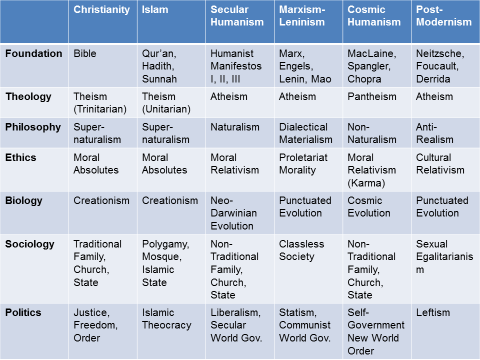 Christianity Islam Secular Humanism Marxism-Leninism Cosmic Humanism Post-Modernism
Foundation
Bible
Qur'an, Hadith, Sunnah
Humanist Manifestos I, II, III
Marx, Engels, Lenin, Mao
MacLaine, Spangler, Chopra
Neitzsche, Foucault, Derrida
Theology
Theism (Trinitarian)
Theism (Unitarian)
Atheism
Atheism
Pantheism
Atheism
Philosophy
Super-naturalism
Super-naturalism
Naturalism
Dialectical Materialism
Non-Naturalism
Anti-Realism
Ethics
Moral Absolutes
Moral Absolutes
Moral Relativism
Proletariat Morality
Moral Relativism (Karma)
Cultural Relativism
Biology
Creationism
Creationism
Neo-Darwinian Evolution
Punctuated Evolution
Cosmic Evolution
Punctuated Evolution
Sociology
Traditional Family, Church, State
Polygamy, Mosque, Islamic State
Non-Traditional Family, Church, State
Classless Society
Non-Traditional Family, Church, State
Sexual Egalitarianism
Politics
Justice, Freedom, Order
Islamic Theocracy
Liberalism, Secular World Gov.
Statism, Communist World Gov.
Self-Government New World Order
Leftism